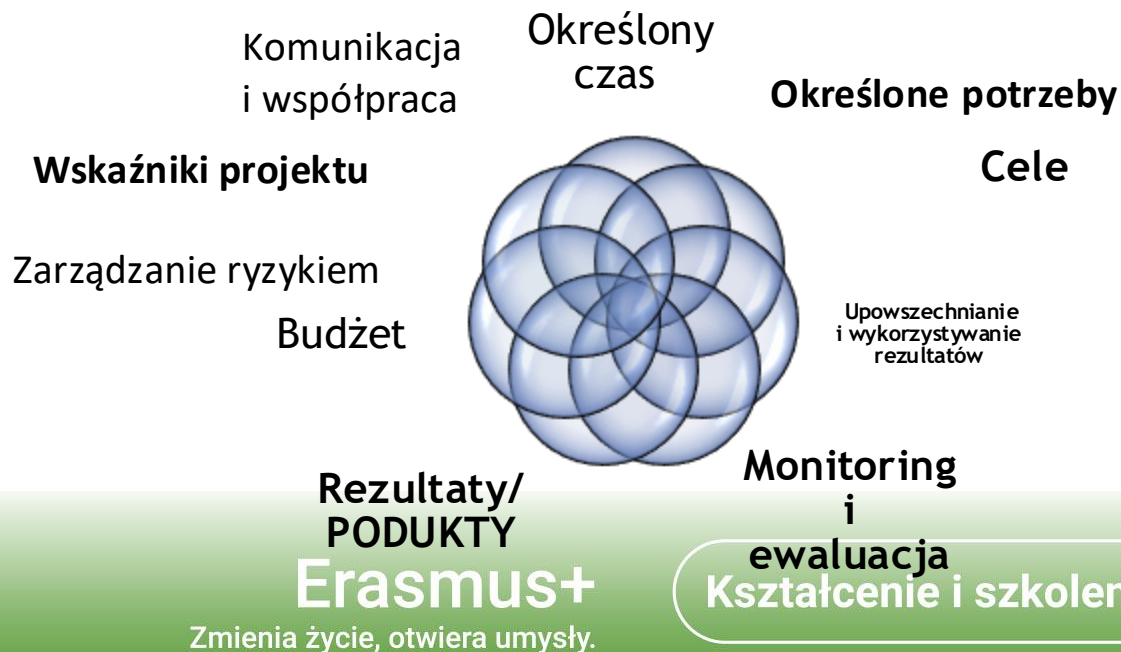 Komunikacja
i współpraca
Określony
czas
Określone potrzeby
Wskaźniki projektu
Cele
Zarządzanie ryzykiem
Budżet
Upowszechnianie
i wykorzystywanie
rezultatów
Rezultaty/
PODUKTY
Monitoring
i
ewaluacja
Erasmus+
Zmienia życie, otwiera umysły.
Kształcenie i szkolen